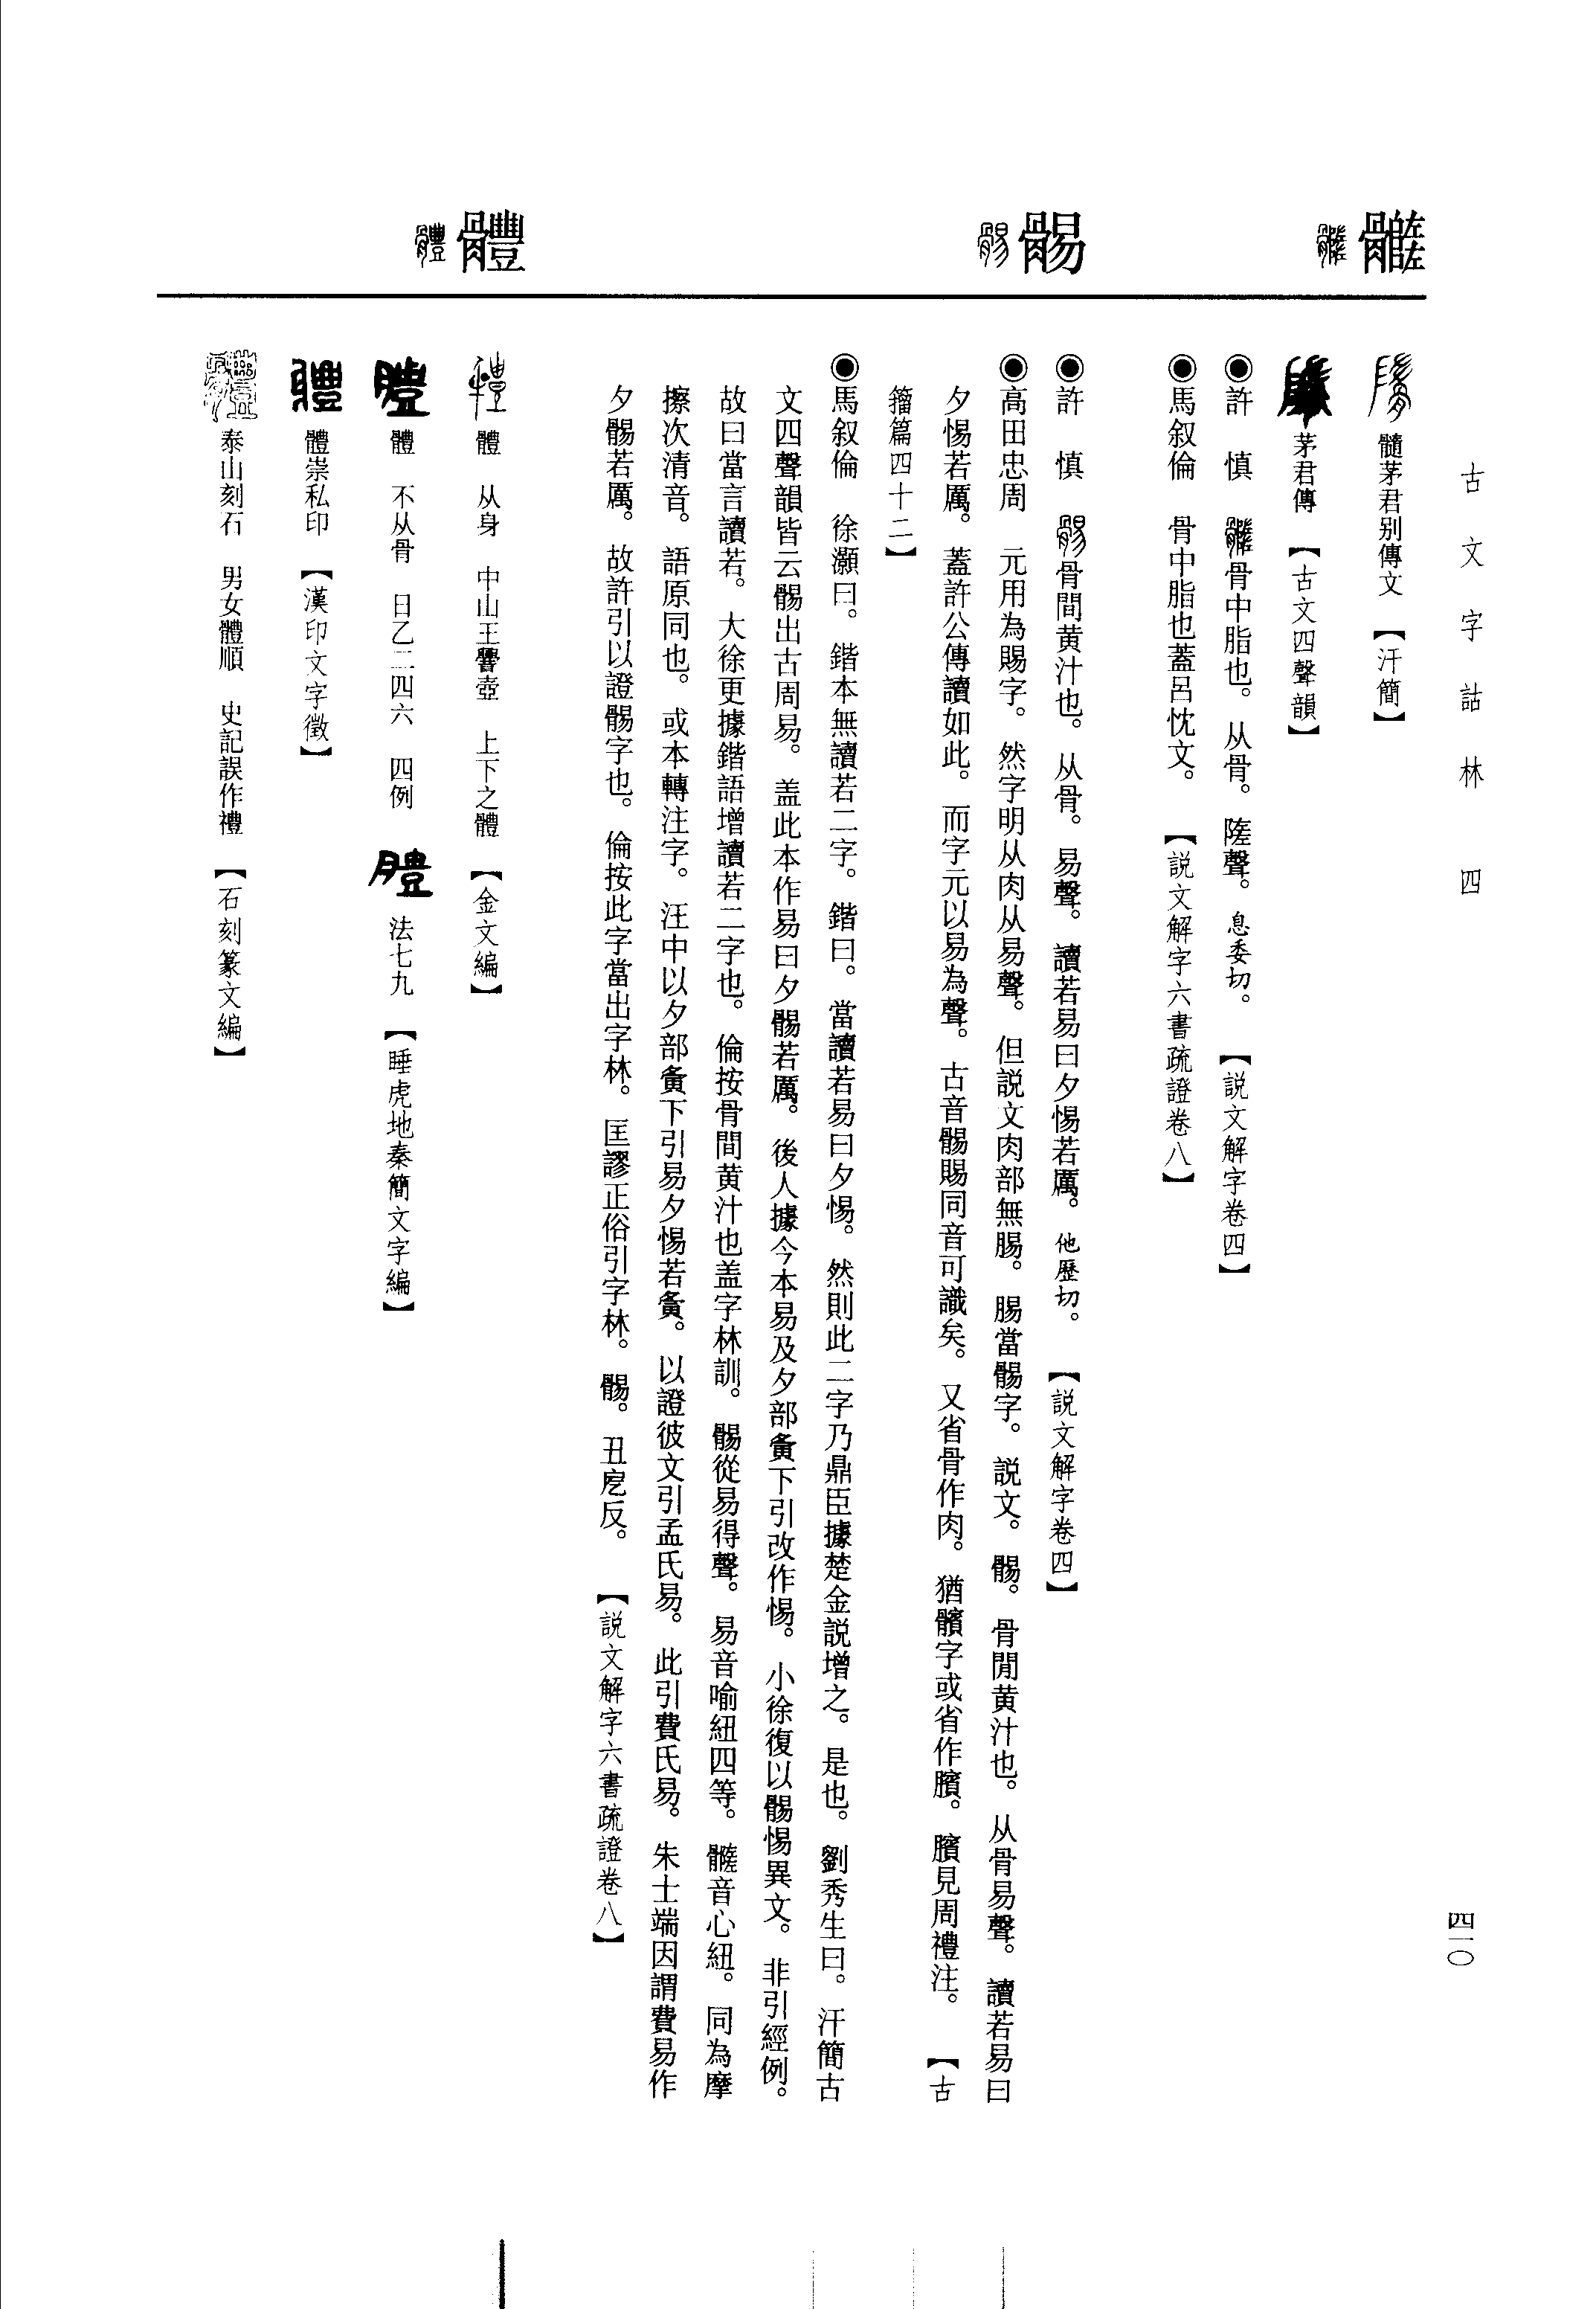 古文字詁林　四
四一〇
髓茅君别傳文　【汗簡】
茅君傳　【古文四聲韻】
◉許　慎　骨中脂也。从骨。隓聲。息委切。　【説文解字卷四】
◉馬叙倫　骨中脂也蓋呂忱文。　【説文解字六書疏證卷八】
髓
䯜
◉許　慎　骨間黄汁也。从骨。易聲。讀若易曰夕惕若厲。他歷切。　【説文解字卷四】
◉高田忠周　元用為賜字。然字明从肉从易聲。但説文肉部無腸。腸當䯜字。説文。䯜。骨間黄汁也。从骨易聲。讀若易曰
夕惕若厲。蓋許公傳讀如此。而字元以易為聲。古音䯜賜同音可識矣。又省骨作肉。猶髕字或省作臏。臏見周禮注。　【古
籀篇四十二】
◉馬叙倫　徐灝曰。鍇本無讀若二字。鍇曰。當讀若易曰夕惕。然則此二字乃鼎臣據楚金説增之。是也。劉秀生曰。汗簡古
文四聲韻皆云䯜出古周易。盖此本作易曰夕䯜若厲。後人據今本易及夕部夤下引改作惕。小徐復以䯜惕異文。非引經例。
故曰當言讀若。大徐更據鍇語增讀若二字也。倫按骨間黄汁也盖字林訓。䯜從易得聲。易音喻紐四等。髓音心紐。同為摩
擦次清音。語原同也。或本轉注字。汪中以夕部夤下引易夕惕若夤。以證彼文引孟氏易。此引費氏易。朱士端因謂費易作
夕䯜若厲。故許引以證䯜字也。倫按此字當出字林。匡謬正俗引字林。䯜。丑戹反。　【説文解字六書疏證卷八】
體
體　从身　中山王壺　上下之體　【金文編】
體　不从骨　日乙二四六　四例　法七九　【睡虎地秦簡文字編】
體崇私印　【漢印文字徵】
泰山刻石　男女體順　史記誤作禮　【石刻篆文編】